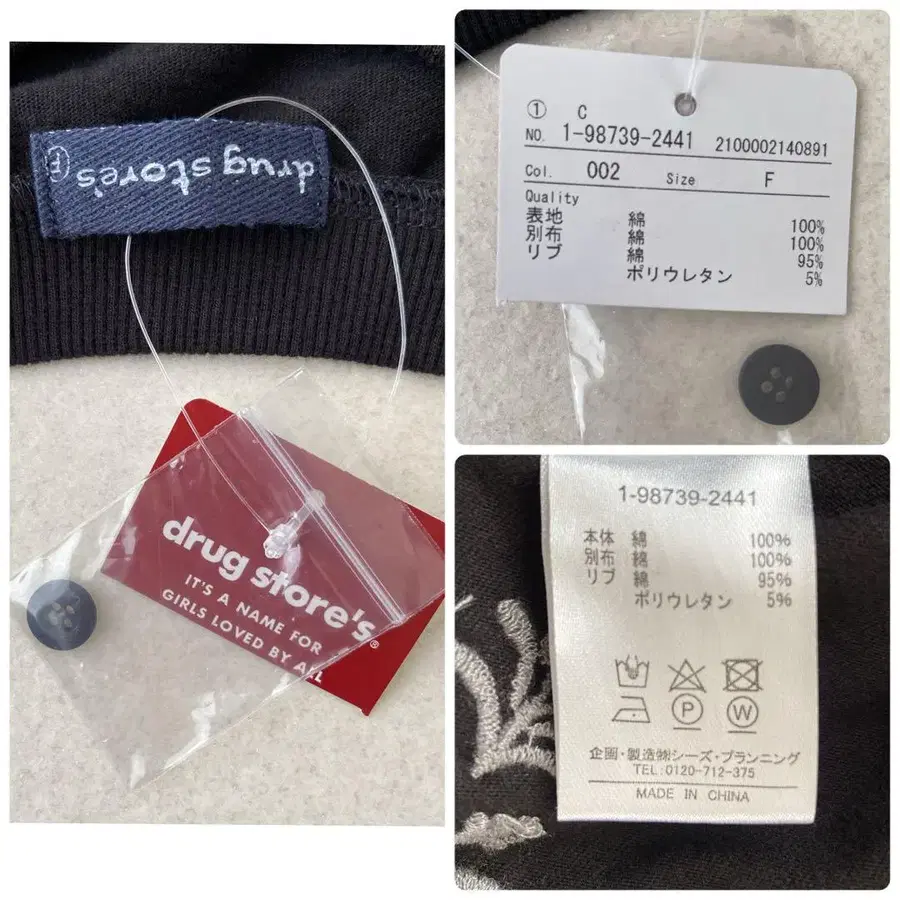 drug store's
F
drug store's®
IT'S A NAME FOR
GIRLS LOVED BY ALL
① C
NO. 1-98739-2441 2100002140891
Col. 002 Size F
Quality
表地 綿 100%
別布 綿 100%
リブ 綿 95%
ポリウレタン 5%
1-98739-2441
本体 綿 100%
別布 綿 100%
リブ 綿 95%
ポリウレタン 5%
P W
企画・製造㈱シーズ・プランニング
TEL:0120-712-375
MADE IN CHINA